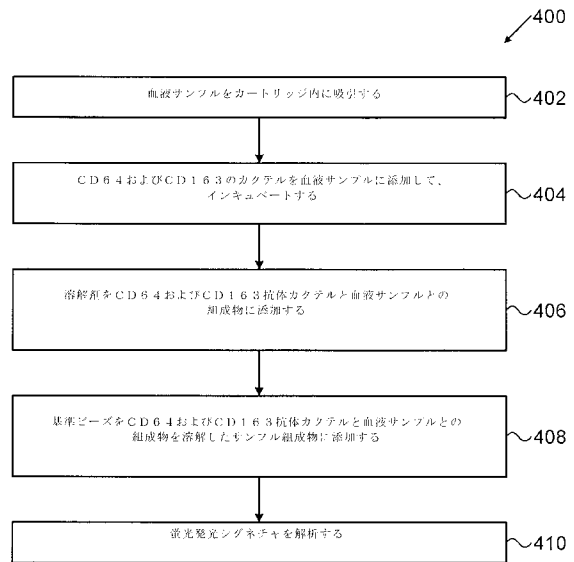 400
血液サンプルをカートリッジ内に吸引する
402
CD64およびCD163のカクテルを血液サンプルに添加して、
インキュベートする
404
溶解剤をCD64およびCD163抗体カクテルと血液サンプルとの
組成物に添加する
406
基準ビーズをCD64およびCD163抗体カクテルと血液サンプルとの
組成物を溶解したサンプル組成物に添加する
408
蛍光発光シグネチャを解析する
410